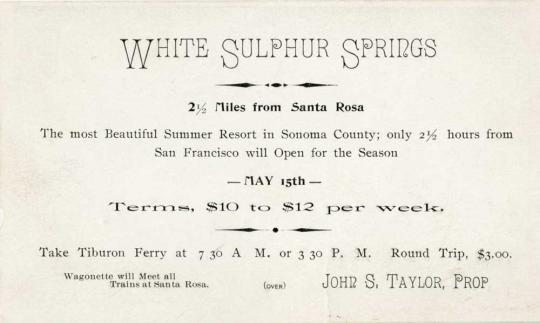 White Sulphur Springs
2½ Miles from Santa Rosa
The most Beautiful Summer Resort in Sonoma County; only 2½ hours from
San Francisco will Open for the Season
— MAY 15th —
Terms, $10 to $12 per week.
Take Tiburon Ferry at 7 30 A M. or 3 30 P. M. Round Trip, $3.00.
Wagonette will Meet all
Trains at Santa Rosa.
(OVER)
John S. Taylor, Prop